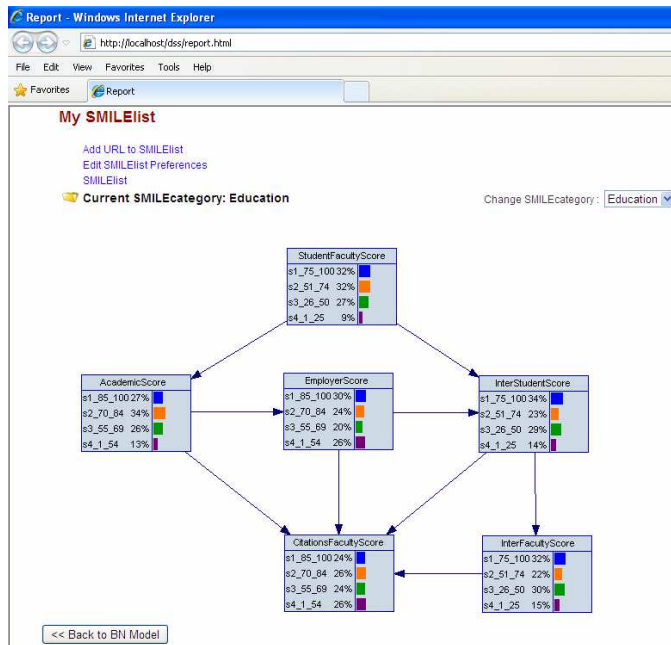 Report - Windows Internet Explorer
http://localhost/dss/report.html
File Edit View Favorites Tools Help
Favorites Report
My SMILElist
Add URL to SMILElist
Edit SMILElist Preferences
SMILElist
Current SMILEcategory: Education Change SMILEcategory : Education
StudentFacultyScore
s1_75_100 32%
s2_51_74 32%
s3_26_50 27%
s4_1_25 9%
AcademicScore
s1_85_100 27%
s2_70_84 34%
s3_55_69 26%
s4_1_54 13%
EmployerScore
s1_85_100 30%
s2_70_84 24%
s3_55_69 20%
s4_1_54 26%
InterStudentScore
s1_75_100 34%
s2_51_74 23%
s3_26_50 29%
s4_1_25 14%
CitationsFacultyScore
s1_85_100 24%
s2_70_84 26%
s3_55_69 24%
s4_1_54 26%
InterFacultyScore
s1_75_100 32%
s2_51_74 22%
s3_26_50 30%
s4_1_25 15%
<< Back to BN Model